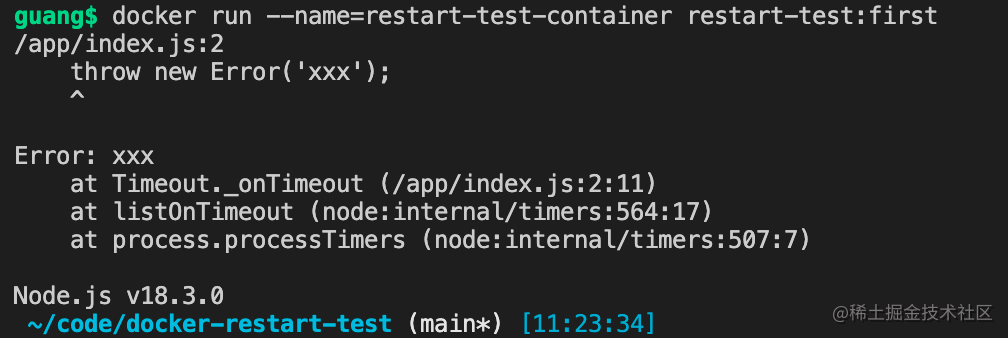 guang$ docker run --name=restart-test-container restart-test:first
/app/index.js:2
    throw new Error('xxx');
    ^
Error: xxx
    at Timeout._onTimeout (/app/index.js:2:11)
    at listOnTimeout (node:internal/timers:564:17)
    at process.processTimers (node:internal/timers:507:7)
Node.js v18.3.0
~/code/docker-restart-test (main*) [11:23:34]
@稀土掘金技术社区